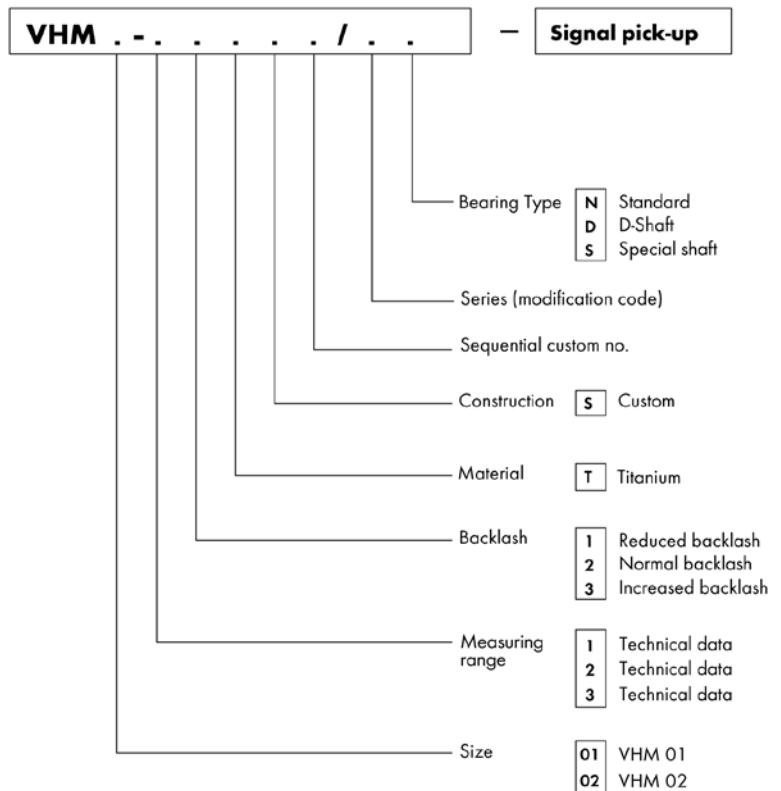 VHM . - . . . . . / . . – Signal pick-up
Bearing Type N Standard
D D-Shaft
S Special shaft
Series (modification code)
Sequential custom no.
Construction S Custom
Material T Titanium
Backlash 1 Reduced backlash
2 Normal backlash
3 Increased backlash
Measuring range 1 Technical data
2 Technical data
3 Technical data
Size 01 VHM 01
02 VHM 02